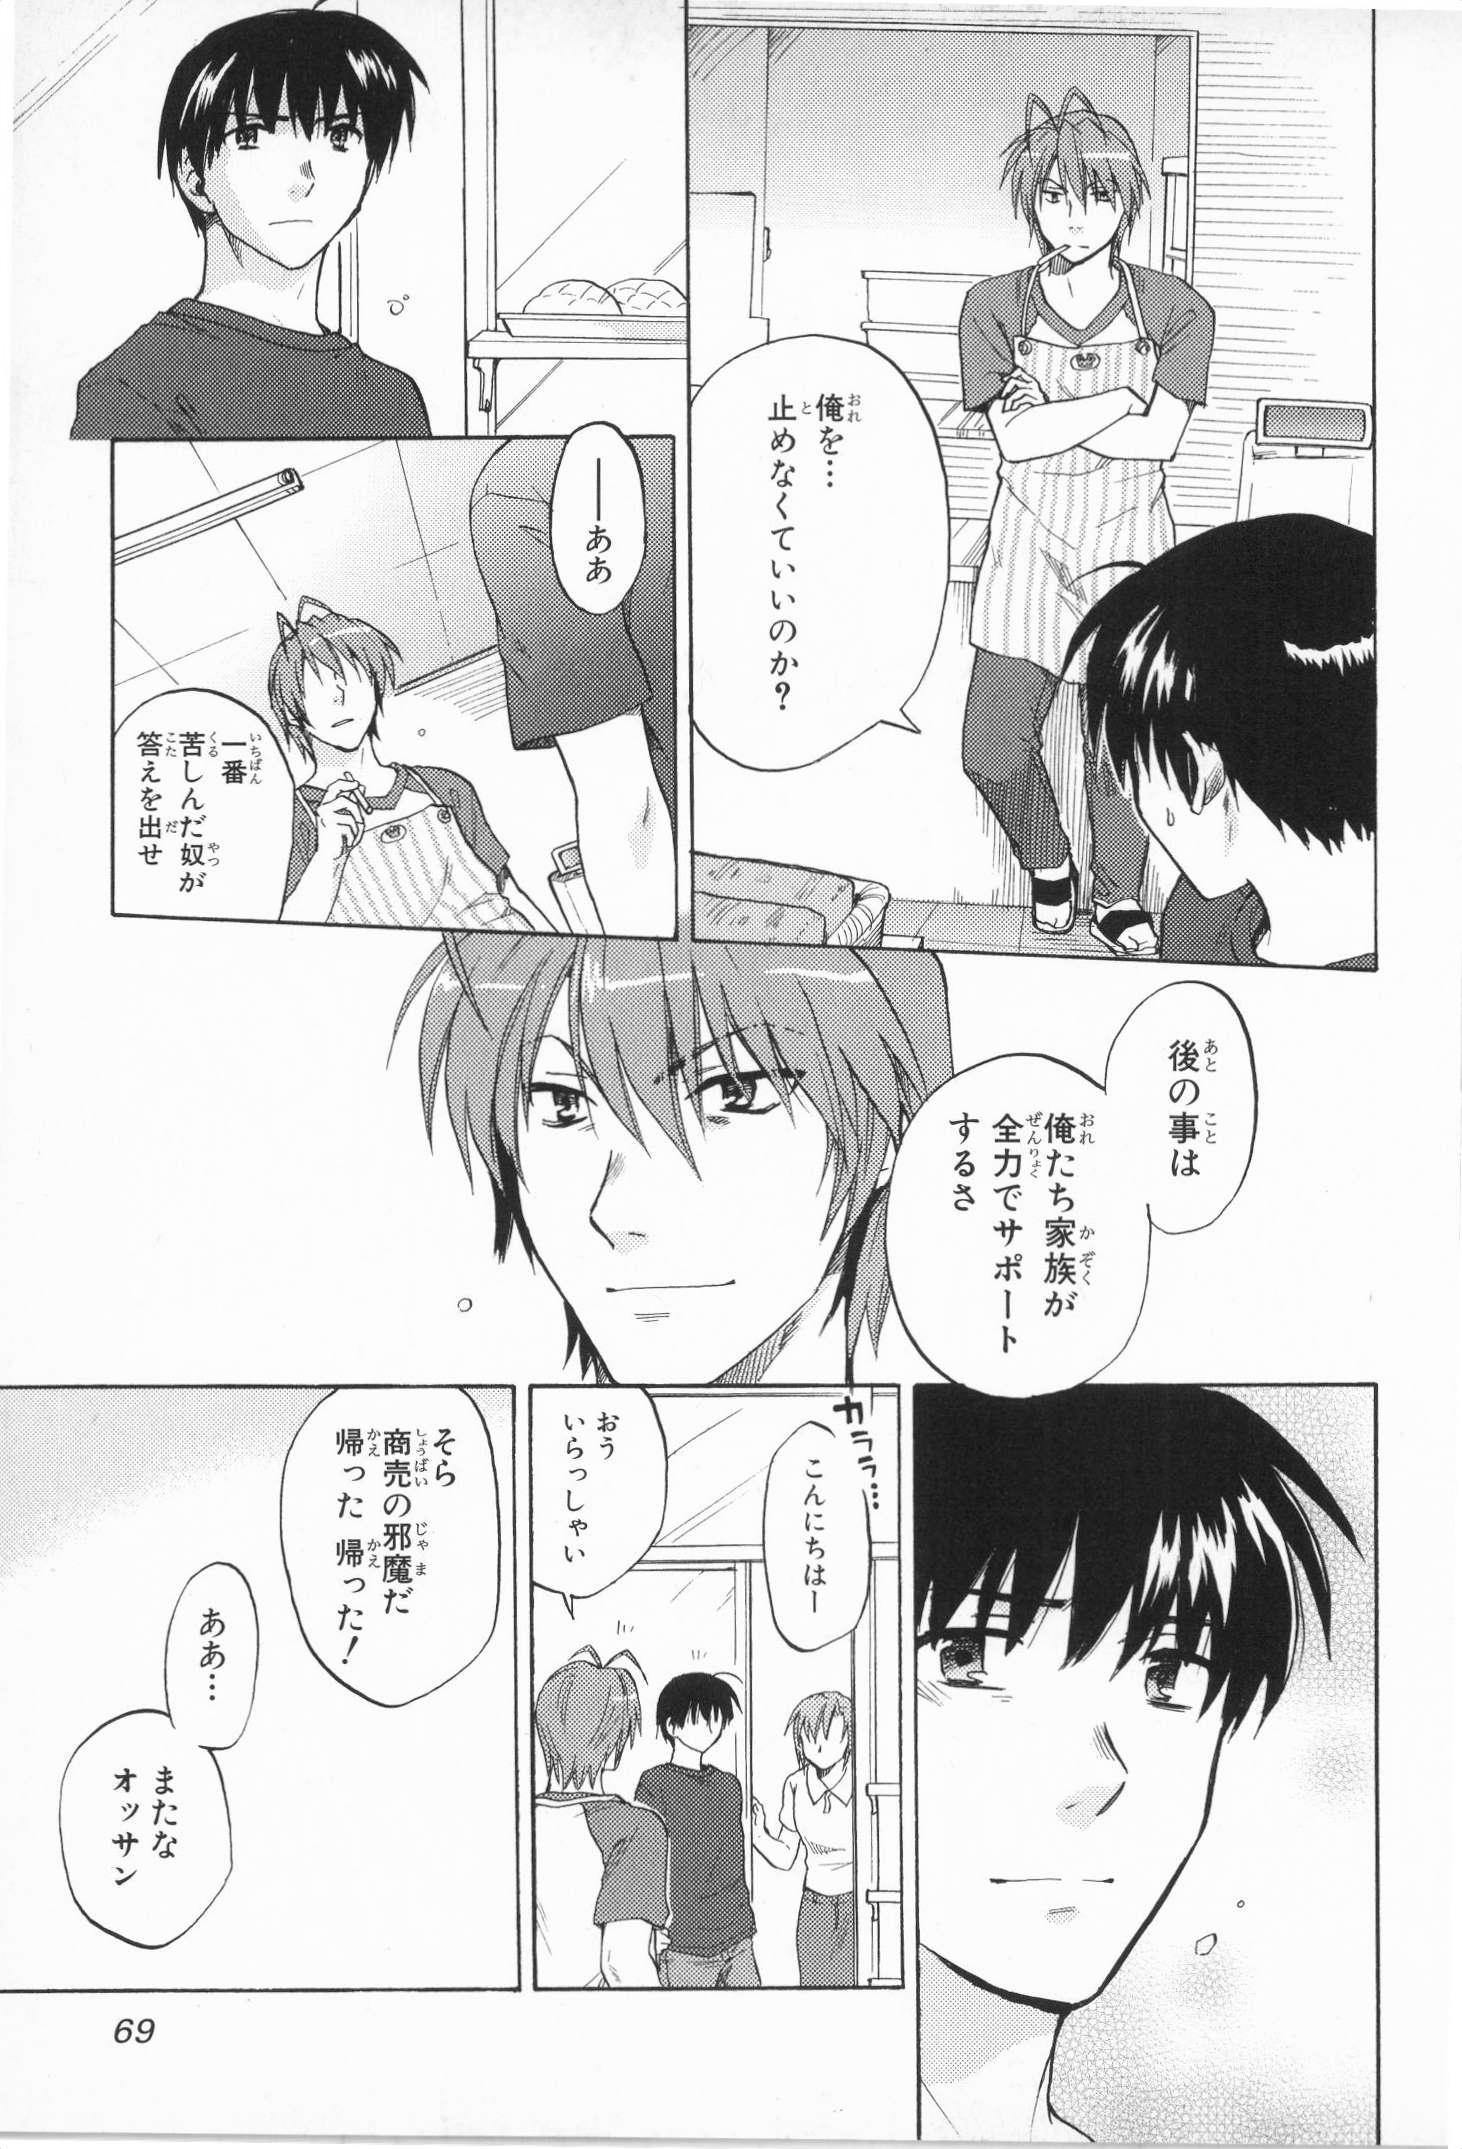 俺を…
止めなくていいのか？
――ああ
一番
苦しんだ奴が
答えを出せ
後の事は
俺たち家族が
全力でサポート
するさ
ガララ…
こんにちはー
おう
いらっしゃい
そら
商売の邪魔だ
帰った 帰った！
ああ…
またな
オッサン
69